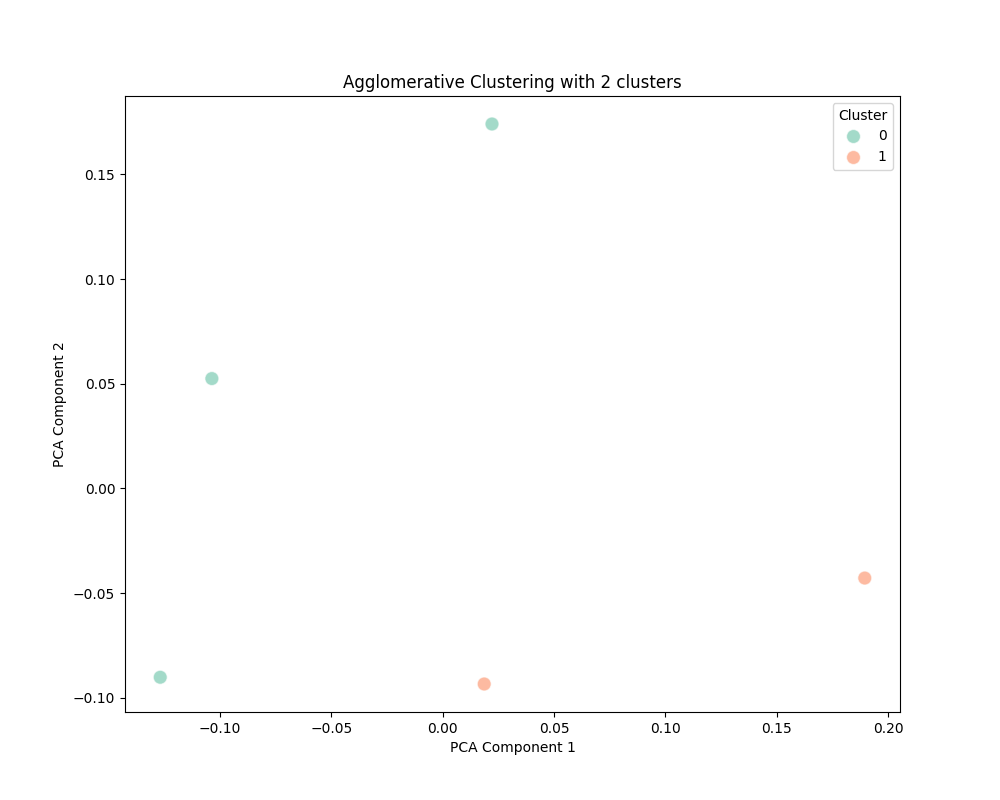 Agglomerative Clustering with 2 clusters
Cluster
0
1
PCA Component 2
0.15
0.10
0.05
0.00
−0.05
−0.10
−0.10 −0.05 0.00 0.05 0.10 0.15 0.20
PCA Component 1